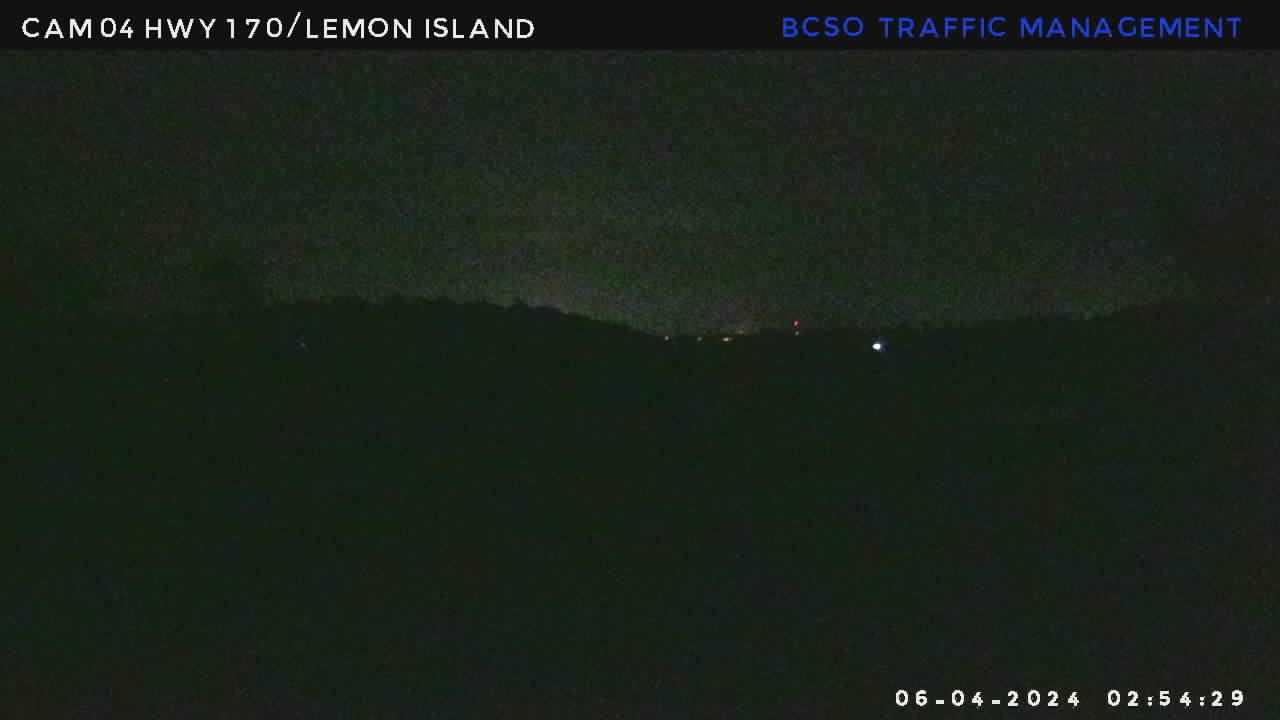 CAM04 HWY 170/LEMON ISLAND
BCSO TRAFFIC MANAGEMENT
06-04-2024 02:54:29